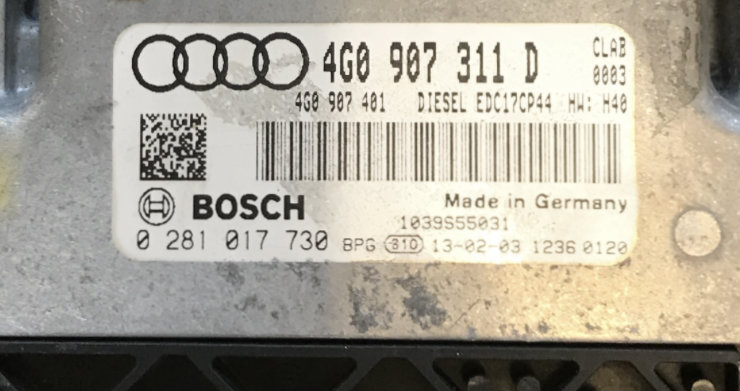 4G0 907 311 D CLAB 0003
4G0 907 401 DIESEL EDC17CP44 HW: H40
BOSCH Made in Germany
1039S55031
0 281 017 730 BPG 810 13-02-03 1236 0120